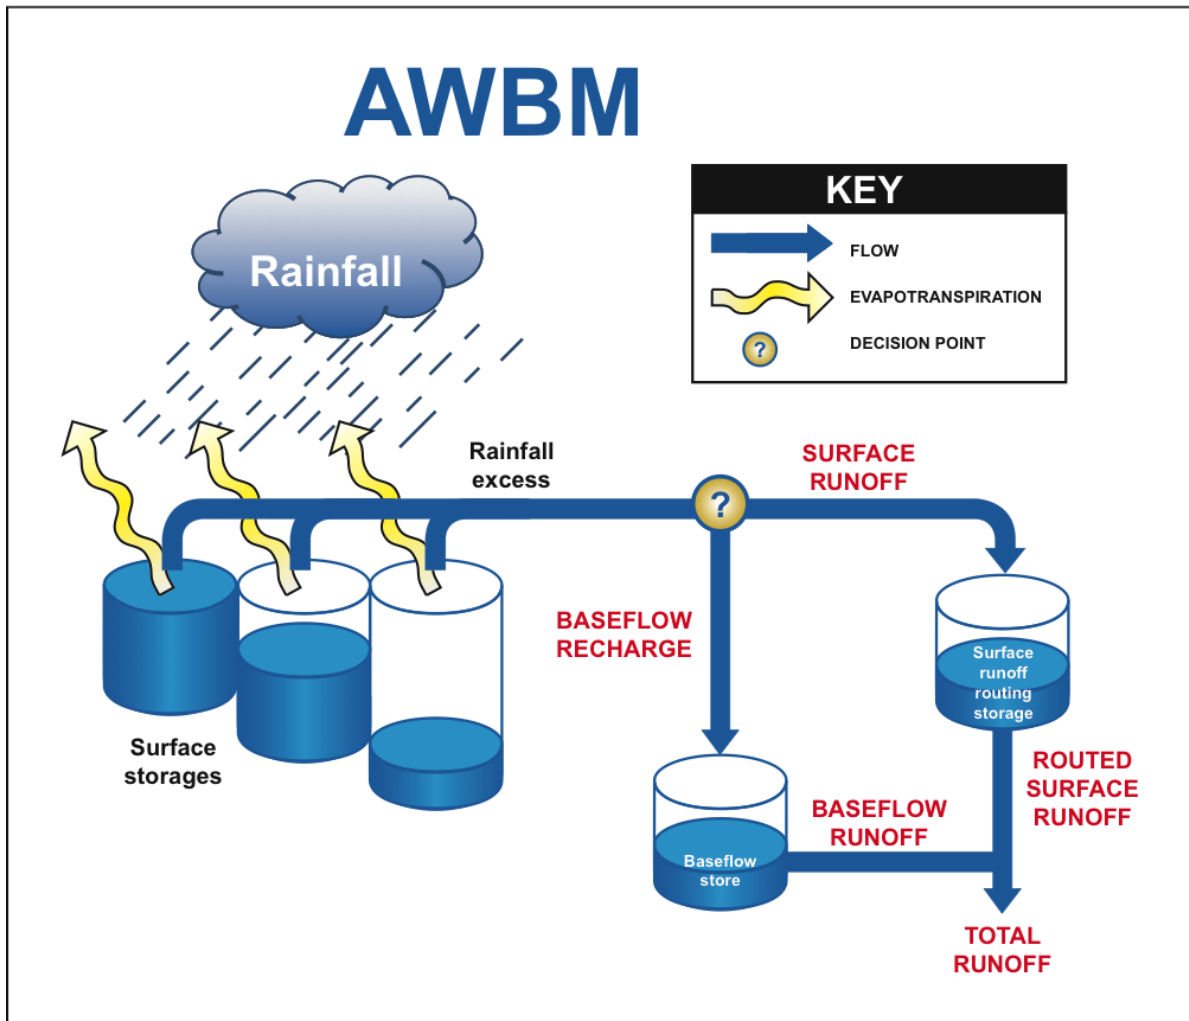 AWBM
Rainfall
KEY
FLOW
EVAPOTRANSPIRATION
?
DECISION POINT
Rainfall
excess
SURFACE
RUNOFF
?
BASEFLOW
RECHARGE
Surface
runoff
routing
storage
Surface
storages
ROUTED
SURFACE
RUNOFF
BASEFLOW
RUNOFF
Baseflow
store
TOTAL
RUNOFF